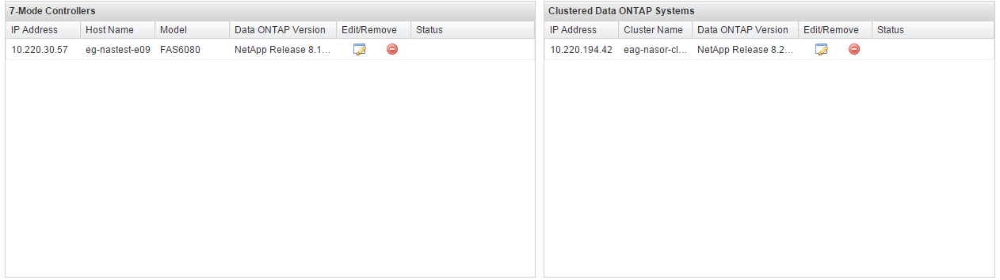 7-Mode Controllers
IP Address Host Name Model Data ONTAP Version Edit/Remove Status
10.220.30.57 eg-nastest-e09 FAS6080 NetApp Release 8.1...
Clustered Data ONTAP Systems
IP Address Cluster Name Data ONTAP Version Edit/Remove Status
10.220.194.42 eag-nasor-cl... NetApp Release 8.2...